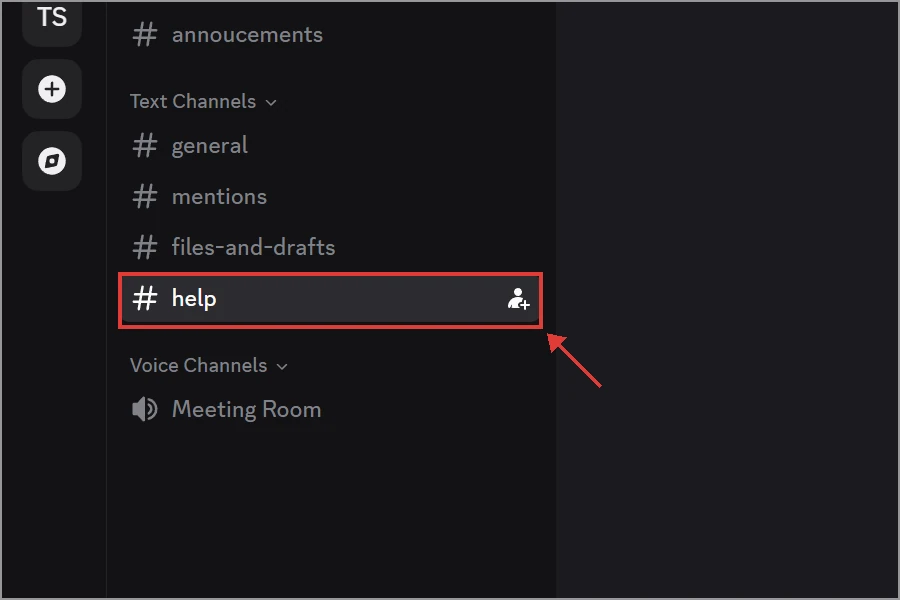 TS
# annoucements
Text Channels
# general
# mentions
# files-and-drafts
# help
Voice Channels
Meeting Room